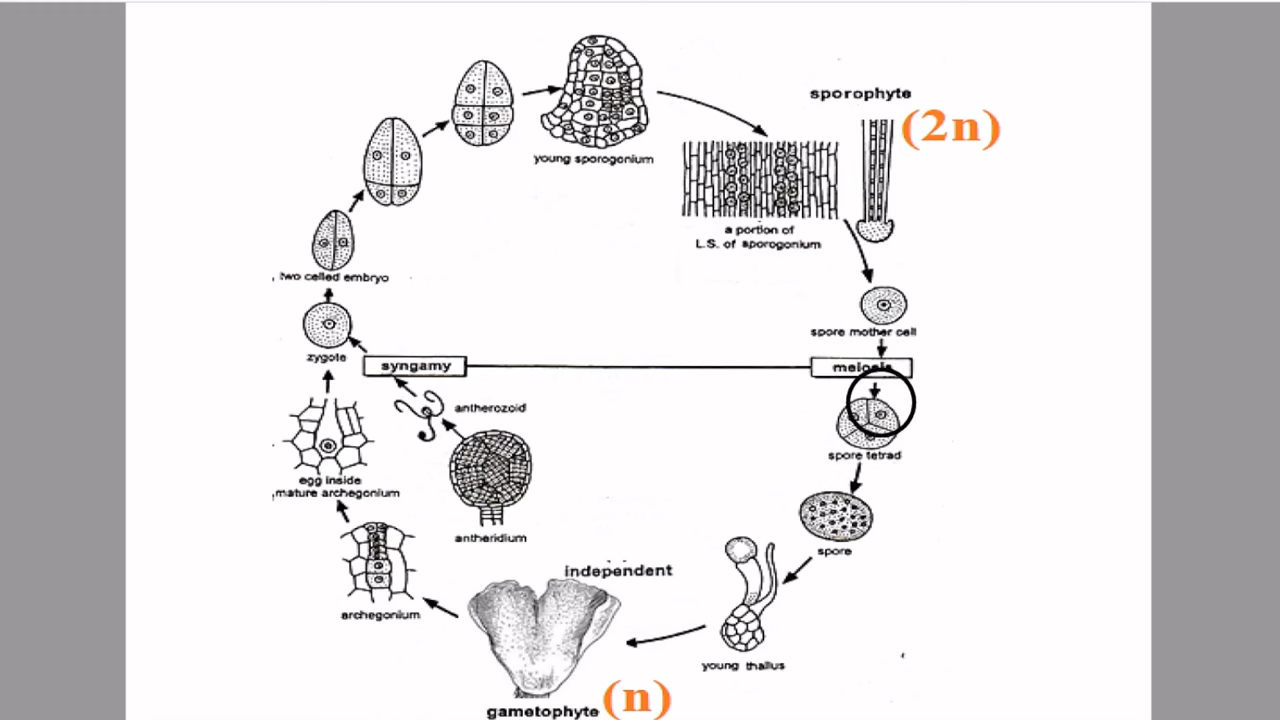 sporophyte
(2n)
young sporogonium
a portion of
L.S. of sporogonium
two celled embryo
spore mother cell
zygote
syngamy
meiosis
antherozoid
spore tetrad
egg inside
mature archegonium
antheridium
spore
independent
archegonium
young thallus
gametophyte
(n)